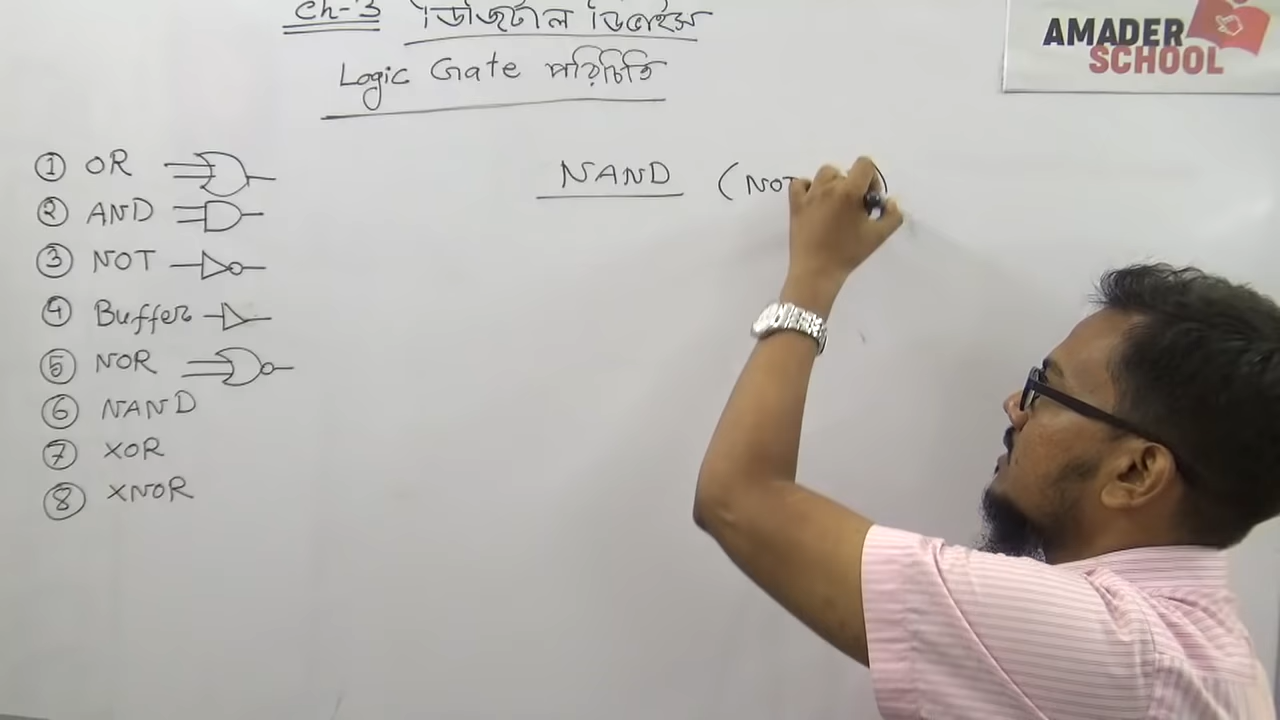 Ch-3 ডিজিটাল ডিভাইস
Logic Gate পরিচিতি
AMADER
SCHOOL
① OR
② AND
③ NOT
④ Buffer
⑤ NOR
⑥ NAND
⑦ XOR
⑧ XNOR
NAND (NOT )